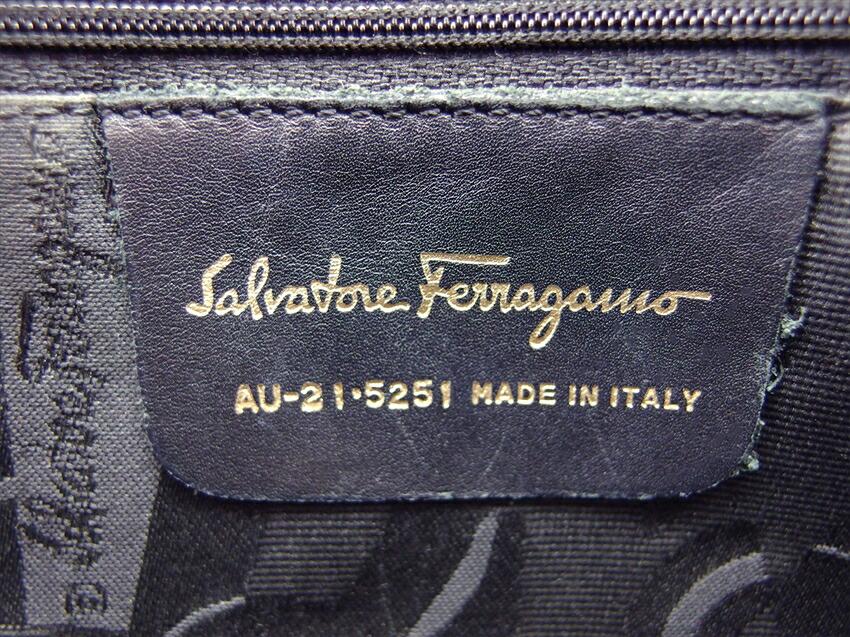 Salvatore Ferragamo
AU-21·5251 MADE IN ITALY